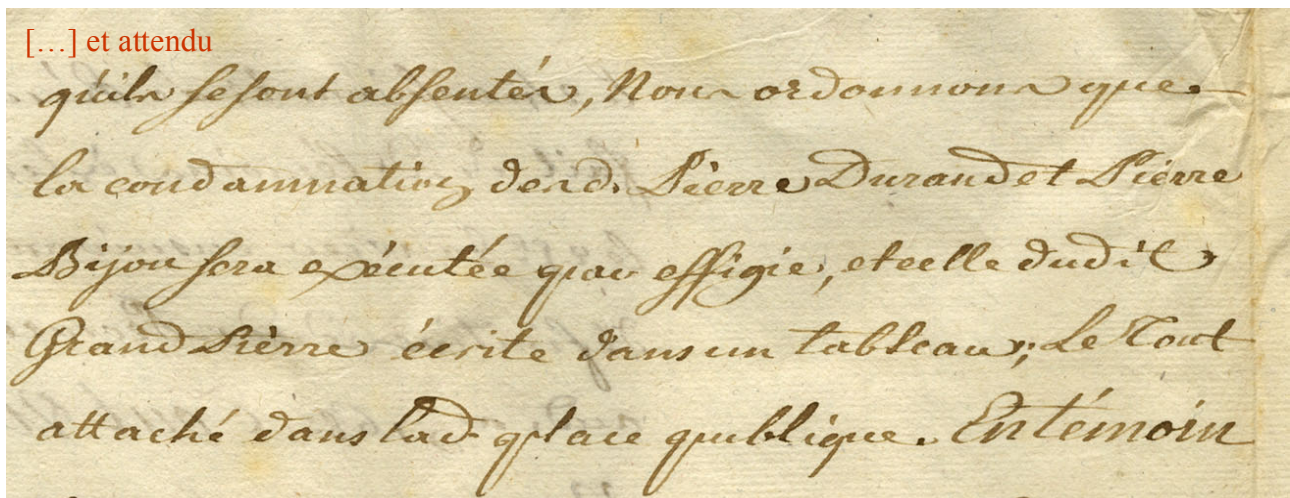 […] et attendu
qu'ils se sont absentés, Nous ordonnons que
la condamnation desd. Pierre Durand et Pierre
Bijou sera exécutée par effigie, et celle dudit
Grand Pierre écrite dans un tableau; Le Tout
attaché dans lad. place publique. En témoin